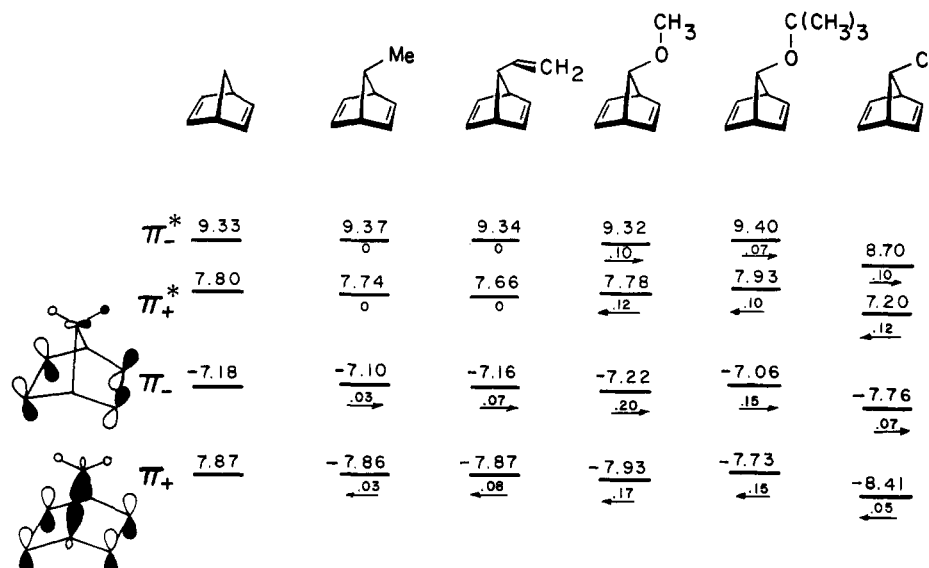 C(CH₃)₃
CH₃
O
O
Me
CH₂
C
π₋* 9.33 9.37 9.34 9.32 9.40
0 0 .10 .07 8.70
.10
π₊* 7.80 7.74 7.66 7.78 7.93 7.20
0 0 .12 .10 .12
π₋ -7.18 -7.10 -7.16 -7.22 -7.06 -7.76
.03 .07 .20 .15 .07
π₊ 7.87 -7.86 -7.87 -7.93 -7.73 -8.41
.03 .08 .17 .15 .05